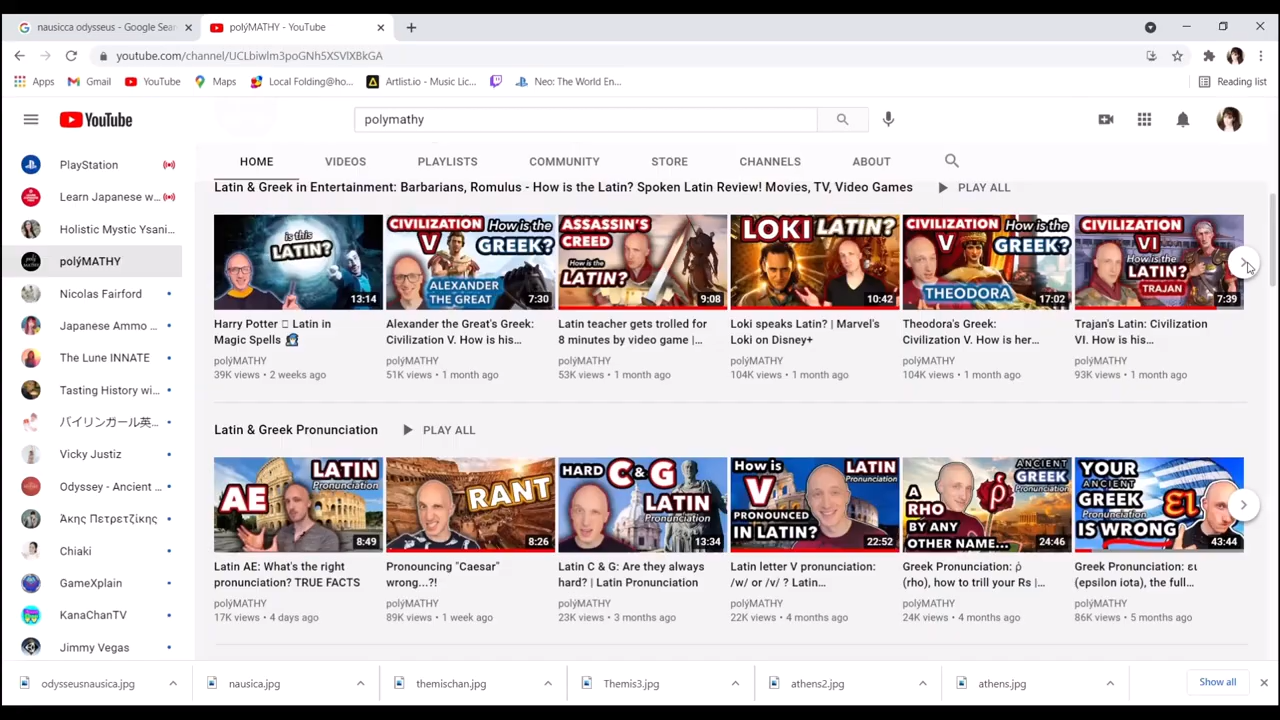 nausicca odysseus - Google Sear
polýMATHY - YouTube
youtube.com/channel/UCLbiwlm3poGNh5XSVlXBkGA
Apps
Gmail
YouTube
Maps
Local Folding@ho...
Artlist.io - Music Lic...
Neo: The World En...
Reading list
YouTube
polymathy
HOME
VIDEOS
PLAYLISTS
COMMUNITY
STORE
CHANNELS
ABOUT
PlayStation
Learn Japanese w...
Holistic Mystic Ysani...
polýMATHY
Nicolas Fairford
Japanese Ammo ...
The Lune INNATE
Tasting History wi...
バイリンガール英...
Vicky Justiz
Odyssey - Ancient ...
Άκης Πετρετζίκης
Chiaki
GameXplain
KanaChanTV
Jimmy Vegas
Latin & Greek in Entertainment: Barbarians, Romulus - How is the Latin? Spoken Latin Review! Movies, TV, Video Games
PLAY ALL
is this
LATIN?
13:14
Harry Potter
Latin in
Magic Spells
polýMATHY
39K views • 2 weeks ago
CIVILIZATION
V
How is the
GREEK?
ALEXANDER
THE GREAT
7:30
Alexander the Great's Greek:
Civilization V. How is his...
polýMATHY
51K views • 1 month ago
ASSASSIN'S
CREED
How is the
LATIN?
9:08
Latin teacher gets trolled for
8 minutes by video game |...
polýMATHY
53K views • 1 month ago
LOKI LATIN?
10:42
Loki speaks Latin? | Marvel's
Loki on Disney+
polýMATHY
104K views • 1 month ago
CIVILIZATION
V
How is the
GREEK?
THEODORA
17:02
Theodora's Greek:
Civilization V. How is her...
polýMATHY
104K views • 1 month ago
CIVILIZATION
VI
How is the
LATIN?
TRAJAN
7:39
Trajan's Latin: Civilization
VI. How is his...
polýMATHY
93K views • 1 month ago
Latin & Greek Pronunciation
PLAY ALL
LATIN
Pronunciation
AE
8:49
Latin AE: What's the right
pronunciation? TRUE FACTS
polýMATHY
17K views • 4 days ago
RANT
8:26
Pronouncing "Caesar"
wrong...?!
polýMATHY
89K views • 1 week ago
HARD C & G
LATIN
Pronunciation
13:34
Latin C & G: Are they always
hard? | Latin Pronunciation
polýMATHY
23K views • 3 months ago
How is
V
PRONOUNCED
IN LATIN?
LATIN
Pronunciation
22:52
Latin letter V pronunciation:
/w/ or /v/ ? Latin...
polýMATHY
22K views • 4 months ago
ANCIENT
GREEK
Pronunciation
A
RHO
BY ANY
OTHER NAME...
ῥ
24:46
Greek Pronunciation: ῥ
(rho), how to trill your Rs |...
polýMATHY
24K views • 4 months ago
YOUR
ANCIENT
GREEK
Pronunciation
IS WRONG
ει
43:44
Greek Pronunciation: ει
(epsilon iota), the full...
polýMATHY
86K views • 5 months ago
odysseusnausica.jpg
nausica.jpg
themischan.jpg
Themis3.jpg
athens2.jpg
athens.jpg
Show all